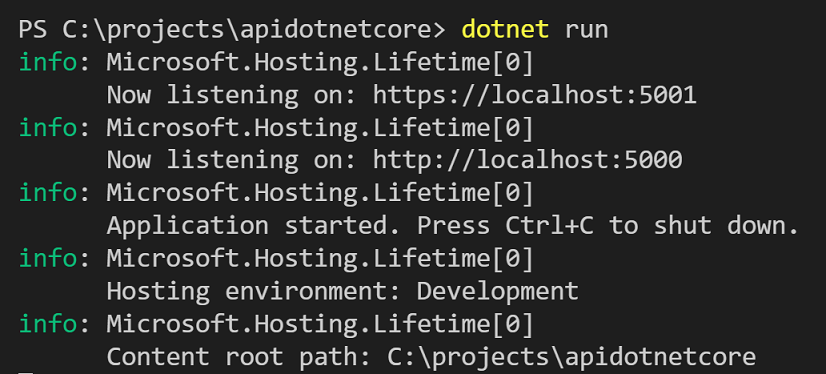 PS C:\projects\apidotnetcore> dotnet run
info: Microsoft.Hosting.Lifetime[0]
Now listening on: https://localhost:5001
info: Microsoft.Hosting.Lifetime[0]
Now listening on: http://localhost:5000
info: Microsoft.Hosting.Lifetime[0]
Application started. Press Ctrl+C to shut down.
info: Microsoft.Hosting.Lifetime[0]
Hosting environment: Development
info: Microsoft.Hosting.Lifetime[0]
Content root path: C:\projects\apidotnetcore